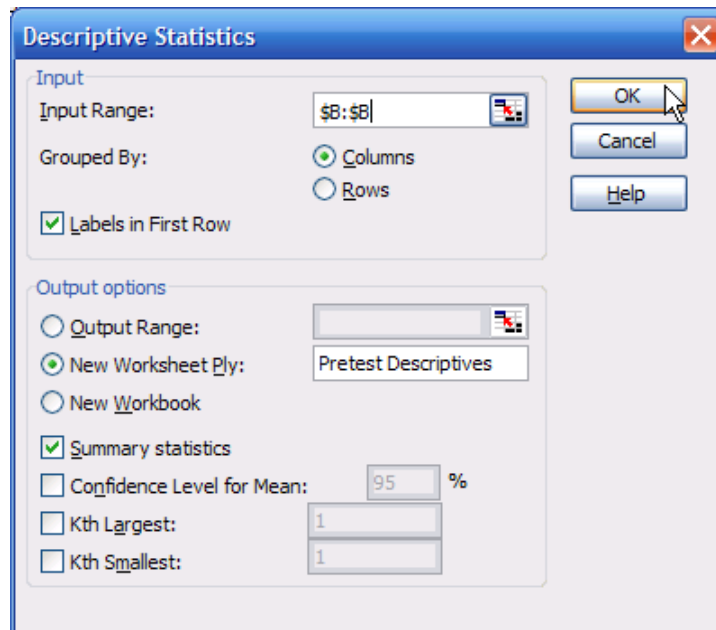 Descriptive Statistics
Input
Input Range:
$B:$B
OK
Grouped By:
Columns
Cancel
Rows
Help
Labels in First Row
Output options
Output Range:
New Worksheet Ply:
Pretest Descriptives
New Workbook
Summary statistics
Confidence Level for Mean:
95
%
Kth Largest:
1
Kth Smallest:
1